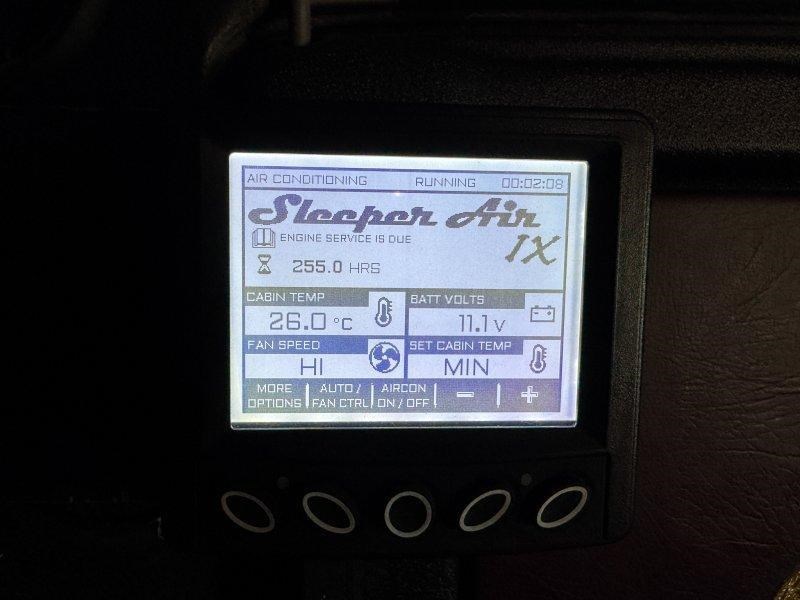 AIR CONDITIONING RUNNING 00:02:08
Sleeper Air
IX
ENGINE SERVICE IS DUE
255.0 HRS
CABIN TEMP BATT VOLTS
26.0 °C 11.1 V
FAN SPEED SET CABIN TEMP
HI MIN
MORE AUTO / AIRCON
OPTIONS FAN CTRL ON / OFF − +